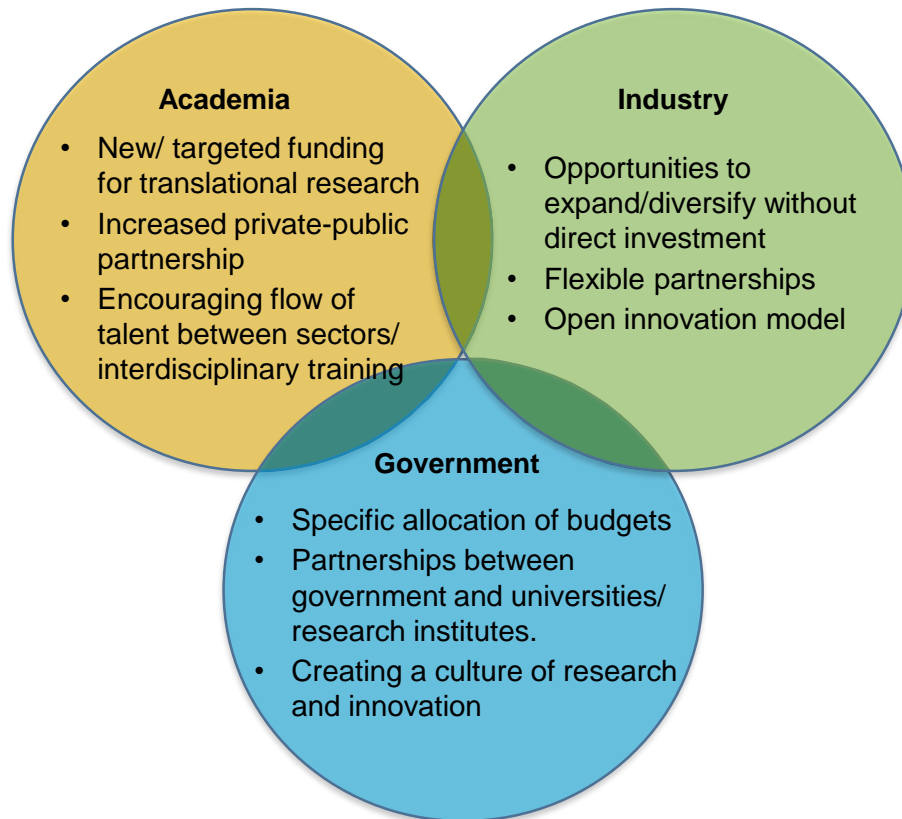 Academia
• New/ targeted funding
for translational research
• Increased private-public
partnership
• Encouraging flow of
talent between sectors/
interdisciplinary training
Industry
• Opportunities to
expand/diversify without
direct investment
• Flexible partnerships
• Open innovation model
Government
• Specific allocation of budgets
• Partnerships between
government and universities/
research institutes.
• Creating a culture of research
and innovation